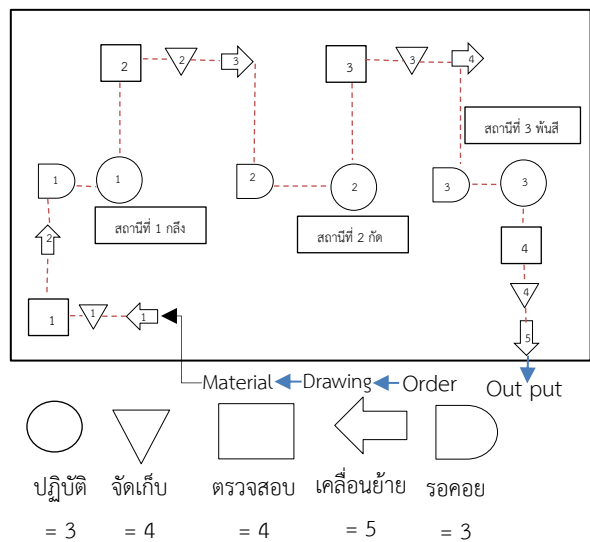 2 2 3 3 3 4
สถานีที่ 3 พ่นสี
1 1 2 2 3 3
สถานีที่ 1 กลึง
สถานีที่ 2 กัด
2 4
1 1 1 4
5
Material Drawing Order Out put
ปฏิบัติ จัดเก็บ ตรวจสอบ เคลื่อนย้าย รอคอย
= 3 = 4 = 4 = 5 = 3